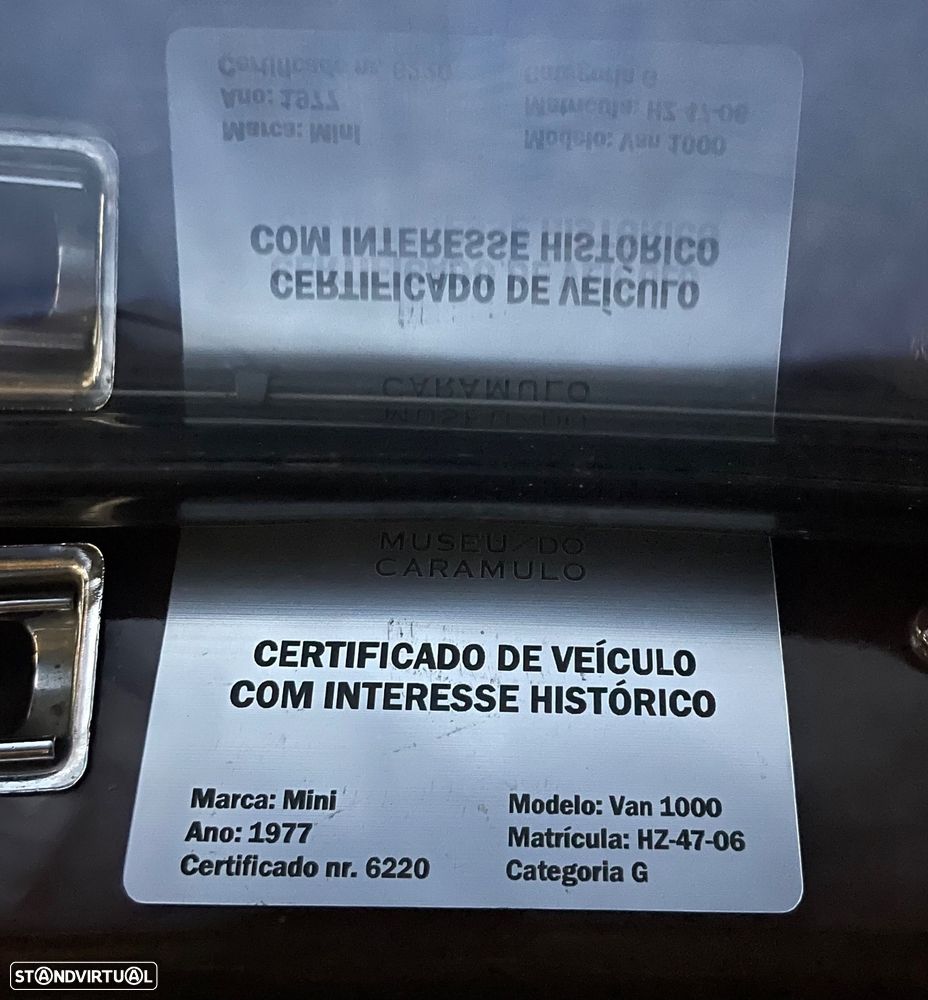 MUSEU DO
CARAMULO
CERTIFICADO DE VEÍCULO
COM INTERESSE HISTÓRICO
Marca: Mini
Ano: 1977
Certificado nr. 6220
Modelo: Van 1000
Matrícula: HZ-47-06
Categoria G
STANDVIRTUAL